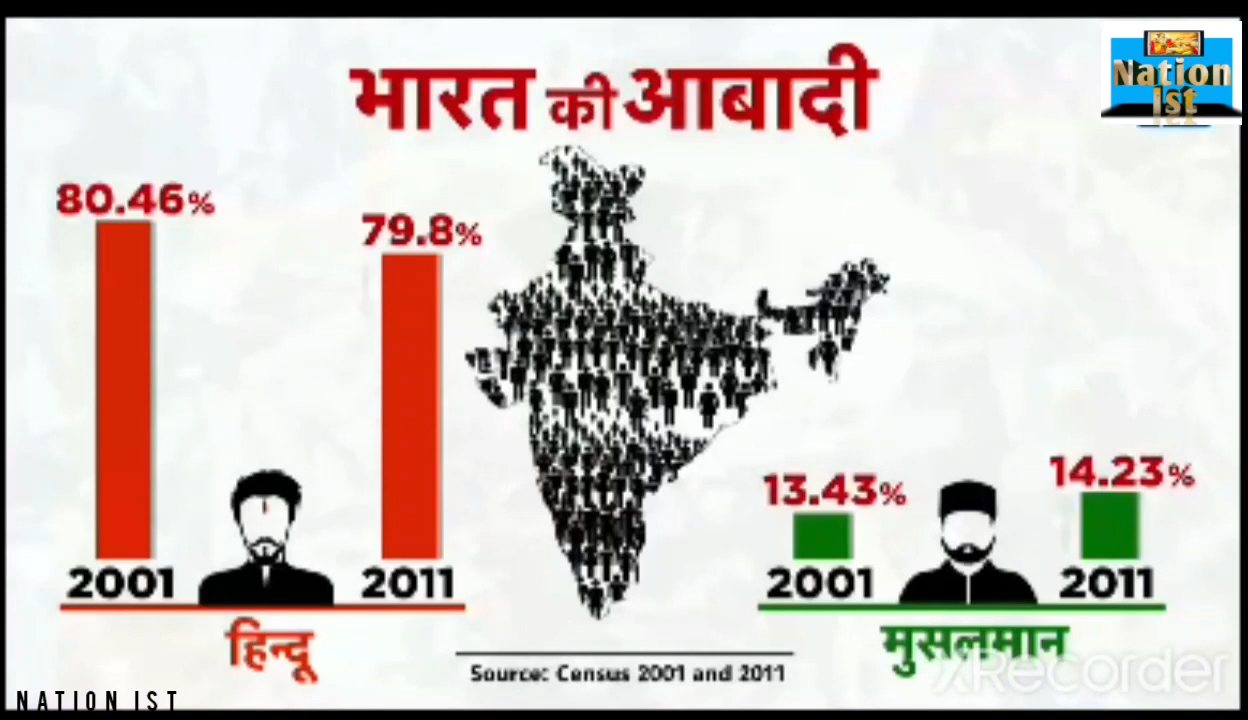 भारत की आबादी
Nation
Ist
80.46%
79.8%
13.43%
14.23%
2001
2011
2001
2011
हिन्दू
मुसलमान
Source: Census 2001 and 2011
XRecorder
NATION IST